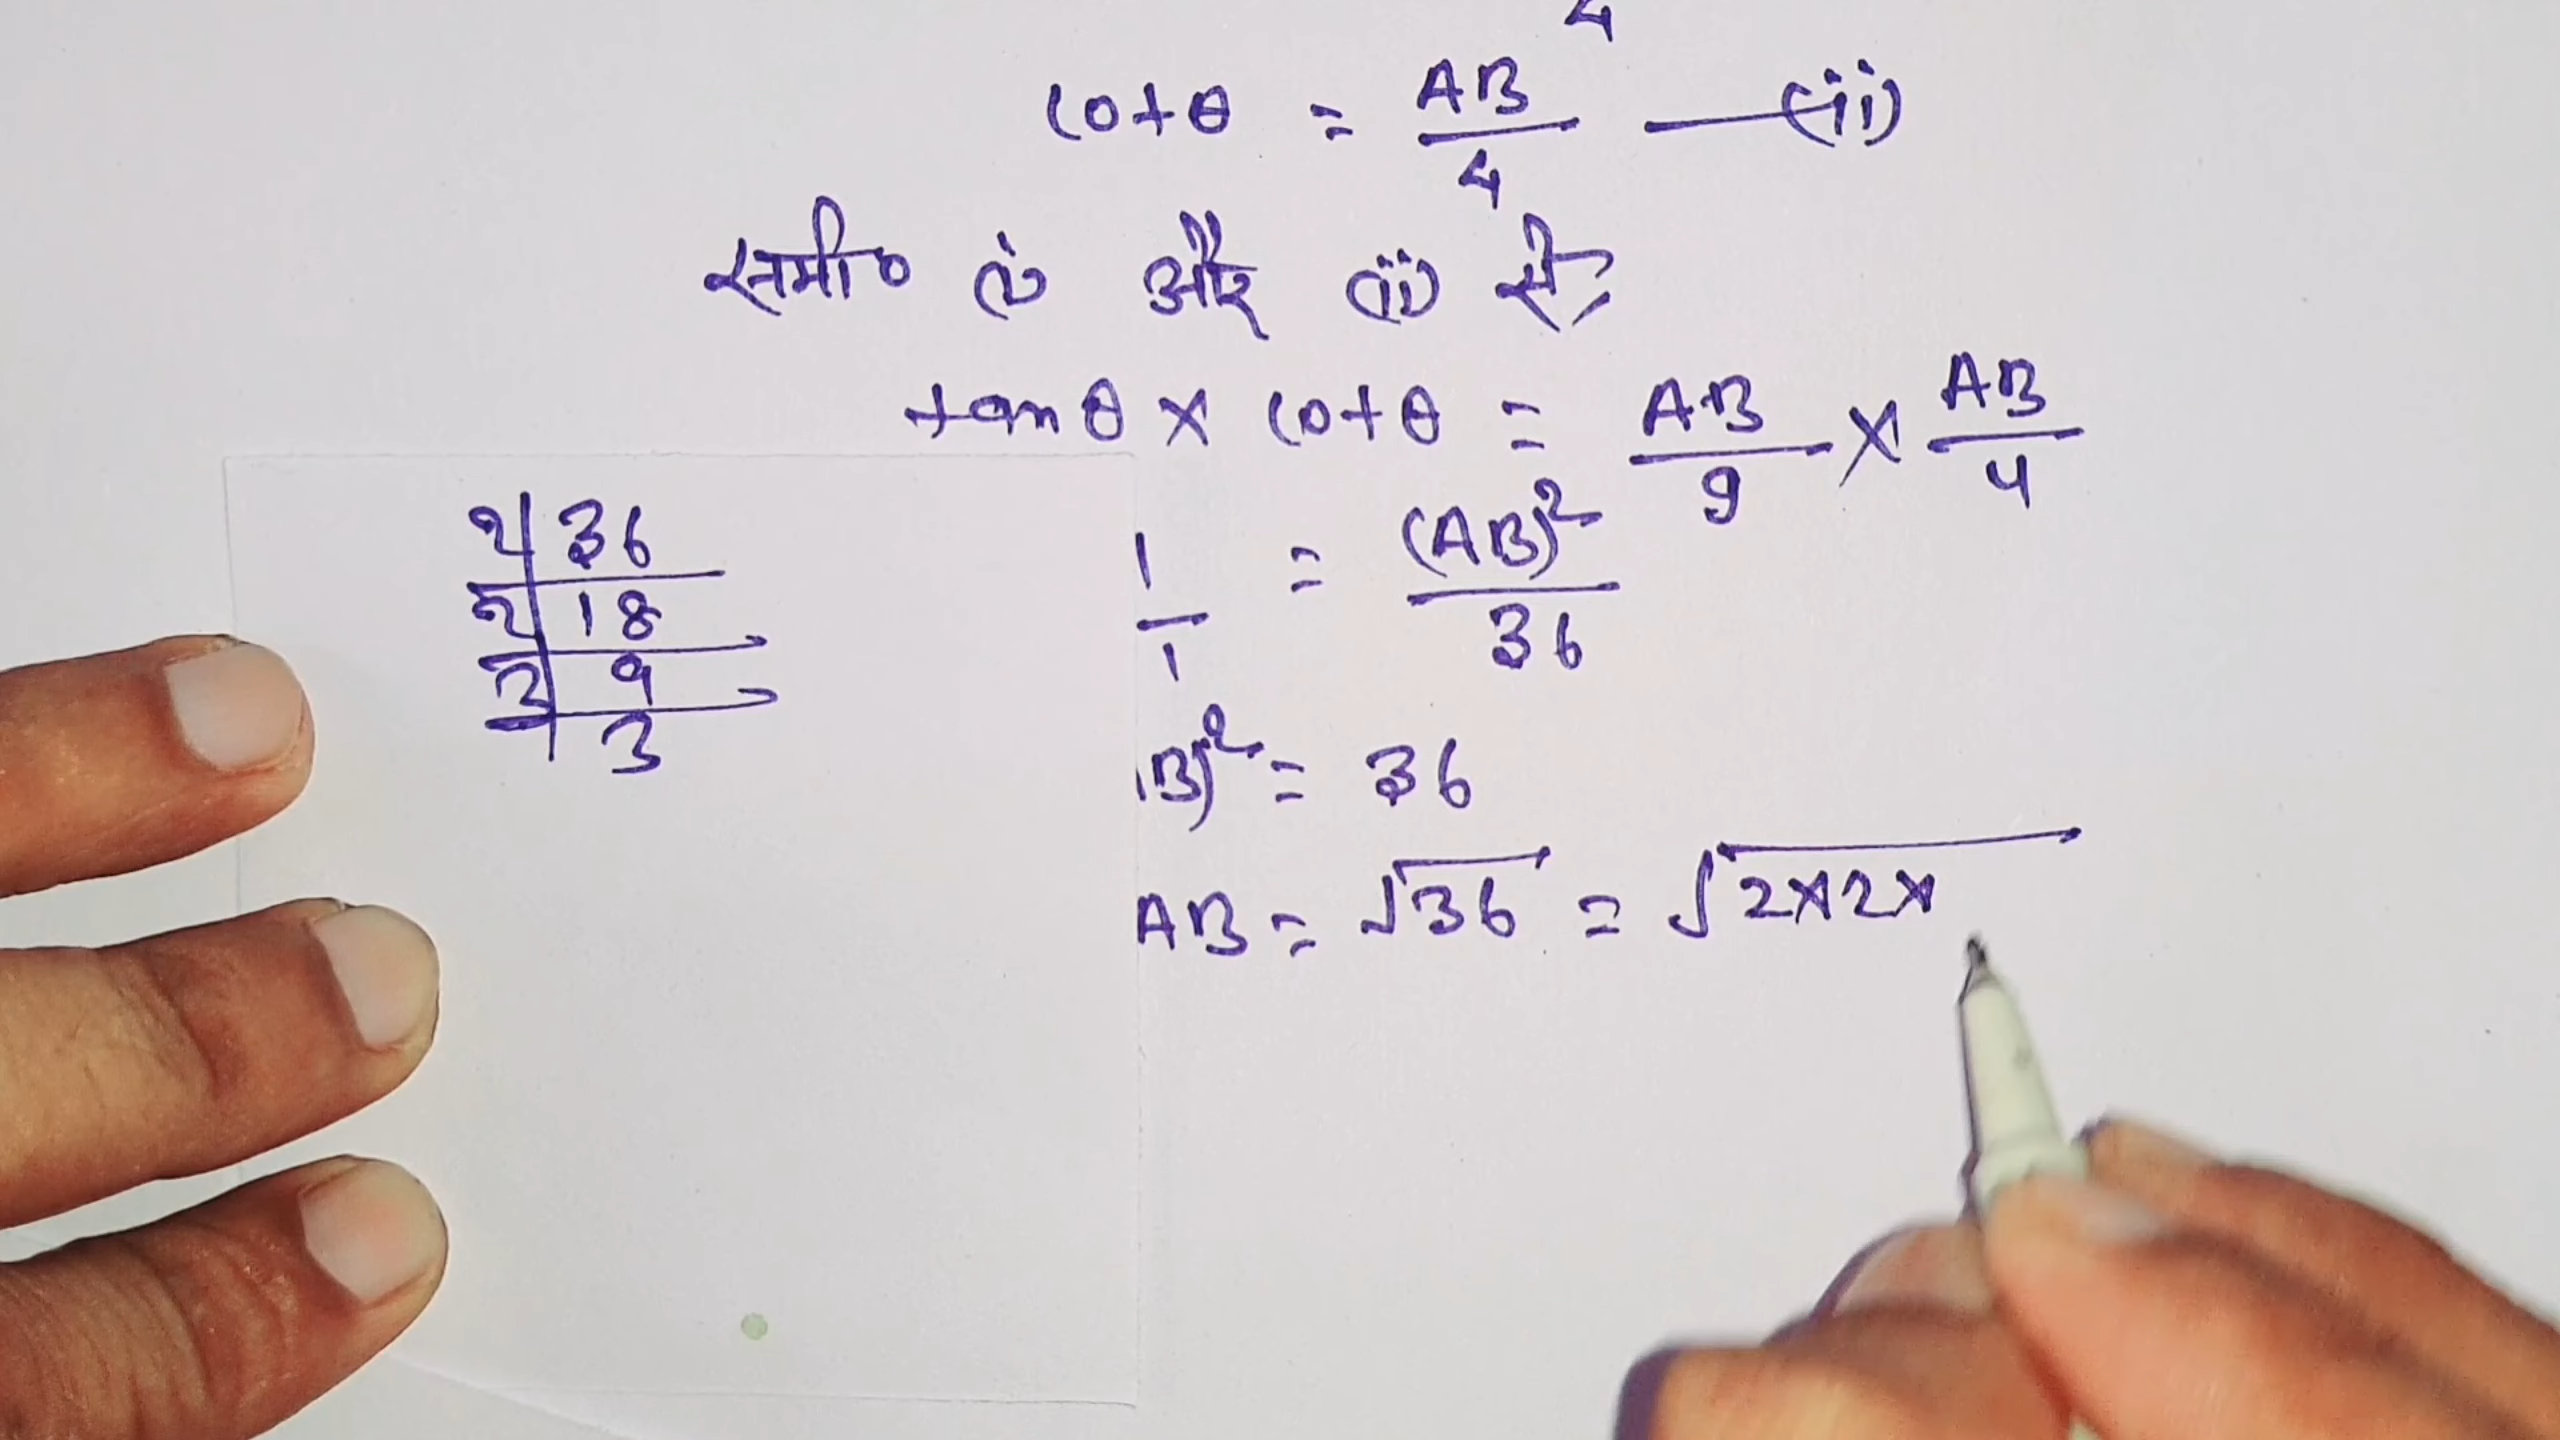 4
cotθ = AB/4 — (ii)
समी० (i) और (ii) से,
tanθ × cotθ = AB/9 × AB/4
1/1 = (AB)²/36
B)² = 36
AB = √36 = √2×2×
2 | 36
2 | 18
3 | 9
3